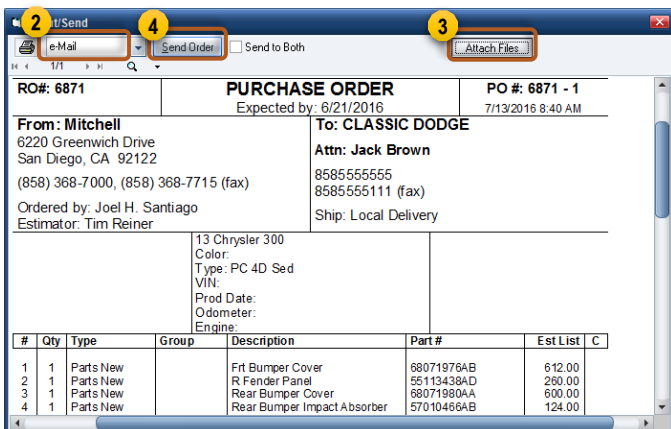 2
4
3
t/Send
e-Mail
Send Order
Send to Both
Attach Files
1/1
RO#: 6871
PURCHASE ORDER
PO #: 6871 - 1
Expected by: 6/21/2016
7/13/2016 8:40 AM
From: Mitchell
To: CLASSIC DODGE
6220 Greenwich Drive
San Diego, CA 92122
Attn: Jack Brown
(858) 368-7000, (858) 368-7715 (fax)
8585555555
8585555111 (fax)
Ordered by: Joel H. Santiago
Estimator: Tim Reiner
Ship: Local Delivery
13 Chrysler 300
Color:
Type: PC 4D Sed
VIN:
Prod Date:
Odometer:
Engine:
# Qty Type Group Description Part # Est List C
1 1 Parts New Frt Bumper Cover 68071976AB 612.00
2 1 Parts New R Fender Panel 55113438AD 260.00
3 1 Parts New Rear Bumper Cover 68071980AA 600.00
4 1 Parts New Rear Bumper Impact Absorber 57010466AB 124.00